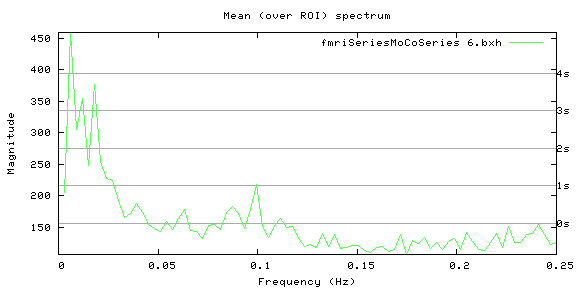 Mean (over ROI) spectrum
fmriSeriesMoCoSeries 6.bxh
450
400
350
300
250
200
150
4s
3s
2s
1s
0s
Magnitude
0
0.05
0.1
0.15
0.2
0.25
Frequency (Hz)